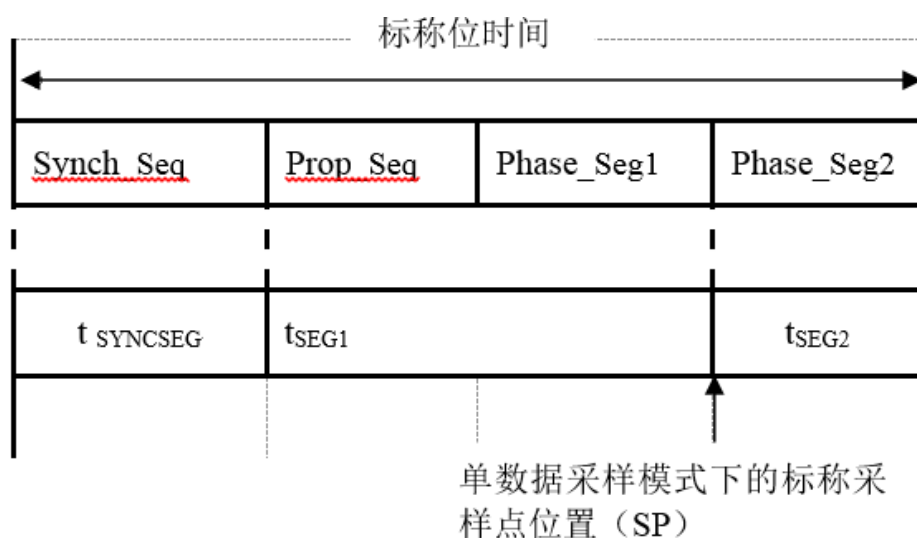 标称位时间
Synch_Seq Prop_Seq Phase_Seg1 Phase_Seg2
t SYNCSEG tSEG1 tSEG2
单数据采样模式下的标称采
样点位置（SP）